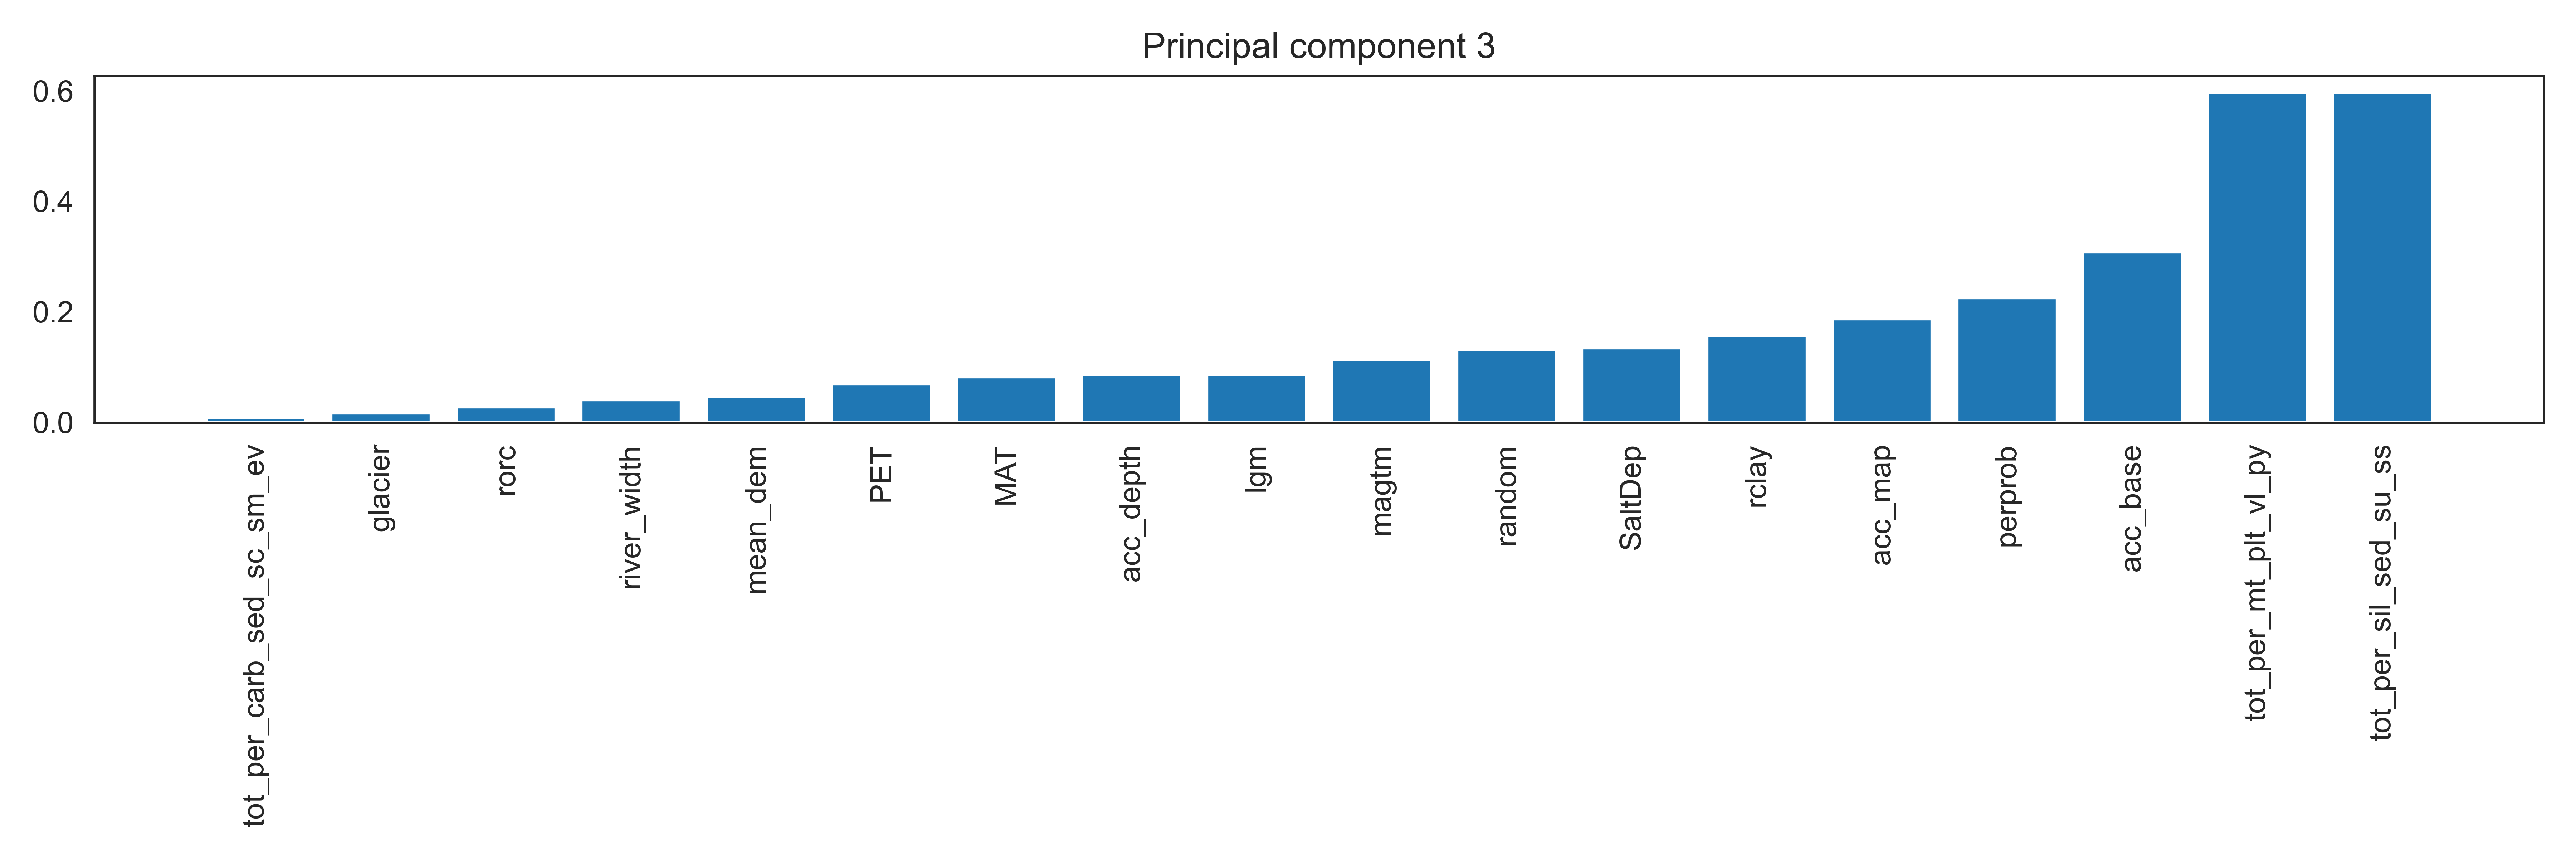 Principal component 3
0.6
0.4
0.2
0.0
tot_per_carb_sed_sc_sm_ev
glacier
rorc
river_width
mean_dem
PET
MAT
acc_depth
lgm
magtm
random
SaltDep
rclay
acc_map
perprob
acc_base
tot_per_mt_plt_vl_py
tot_per_sil_sed_su_ss